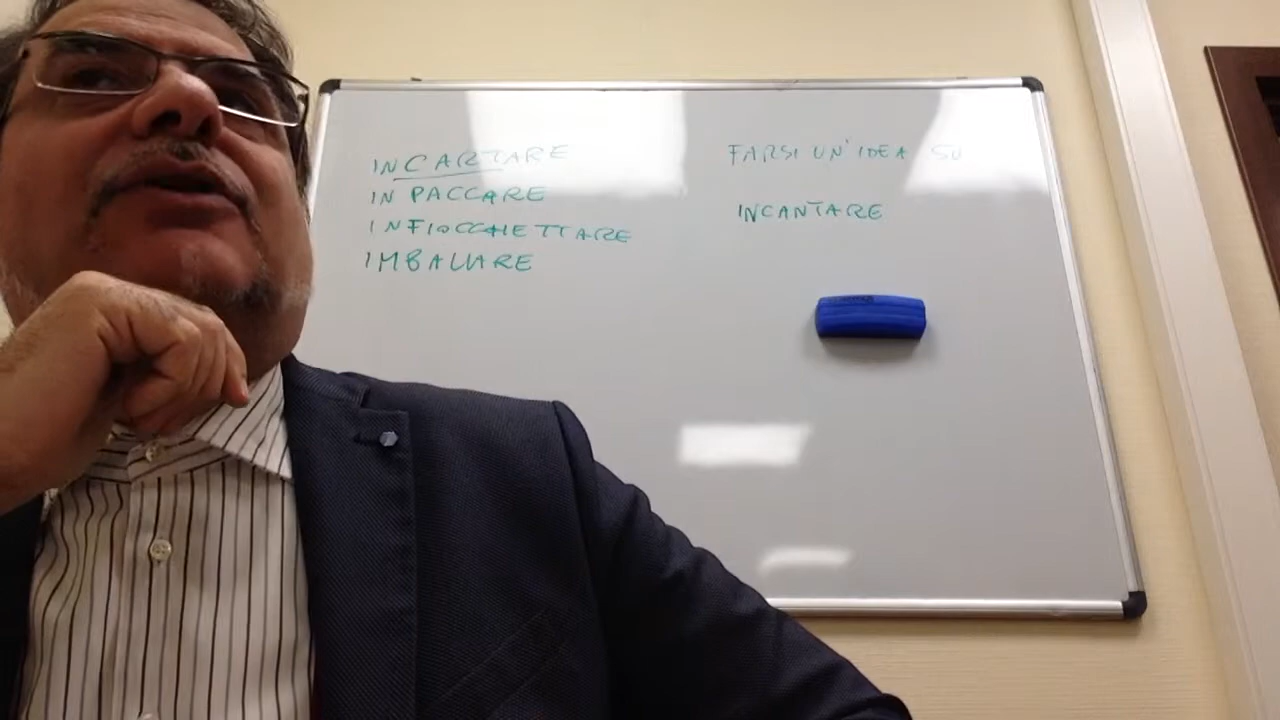 INCARTARE
IN PACCARE
INFIOCCHETTARE
IMBALLARE
FARSI UN'IDEA SU
INCANTARE